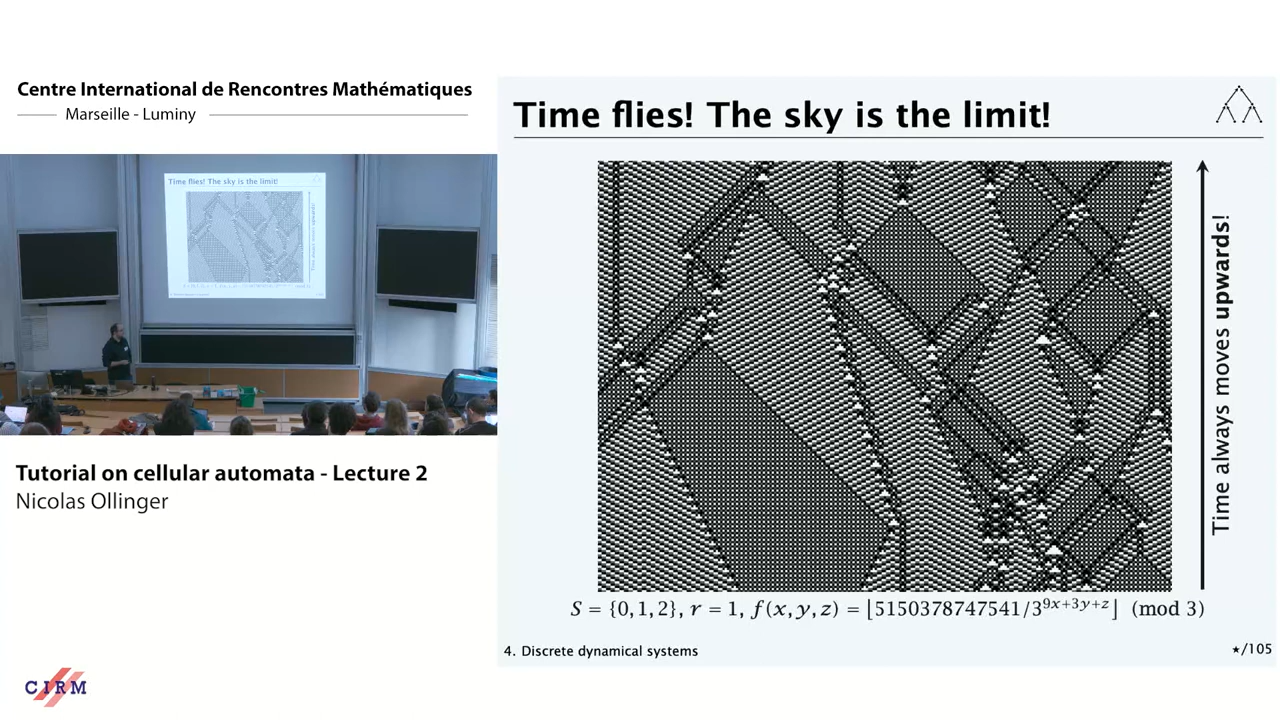 Centre International de Rencontres Mathématiques
Marseille - Luminy
Time flies! The sky is the limit!
Time flies! The sky is the limit!
Time always moves upwards!
S = {0, 1, 2}, r = 1, f(x, y, z) = ⌊5150378747541/3^{9x+3y+z}⌋ (mod 3)
4. Discrete dynamical systems
⋆/105
Tutorial on cellular automata - Lecture 2
Nicolas Ollinger
CIRM